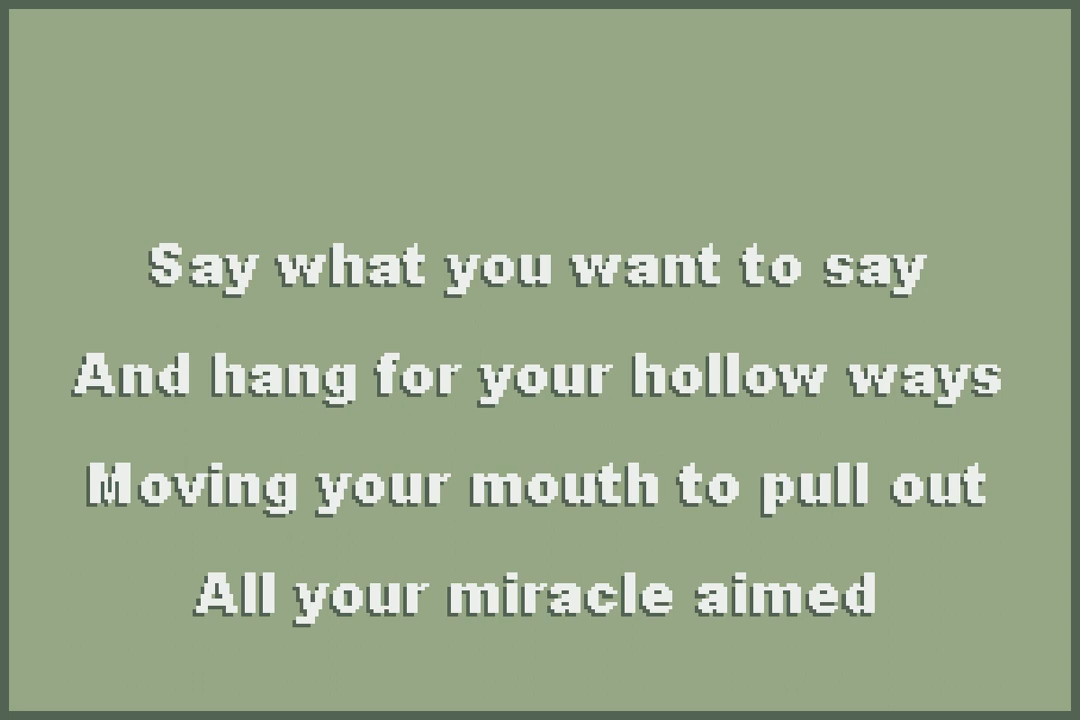 Say what you want to say
And hang for your hollow ways
Moving your mouth to pull out
All your miracle aimed